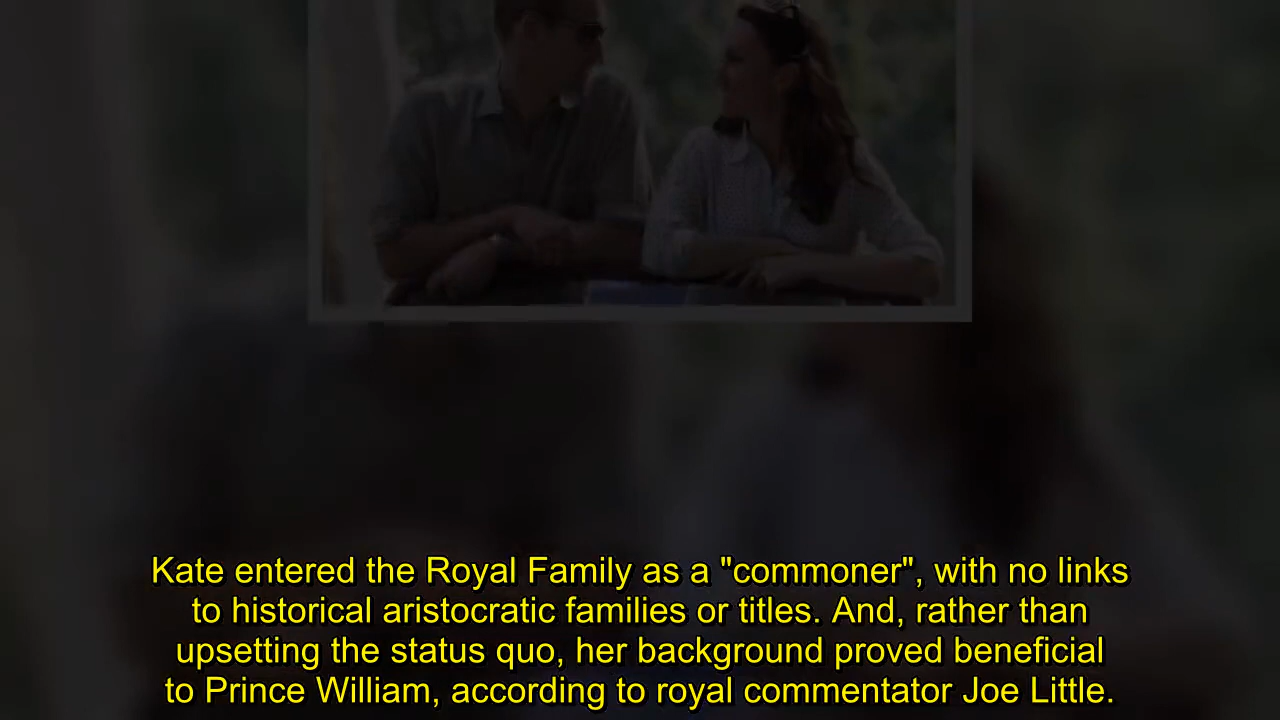 Kate entered the Royal Family as a "commoner", with no links
to historical aristocratic families or titles. And, rather than
upsetting the status quo, her background proved beneficial
to Prince William, according to royal commentator Joe Little.